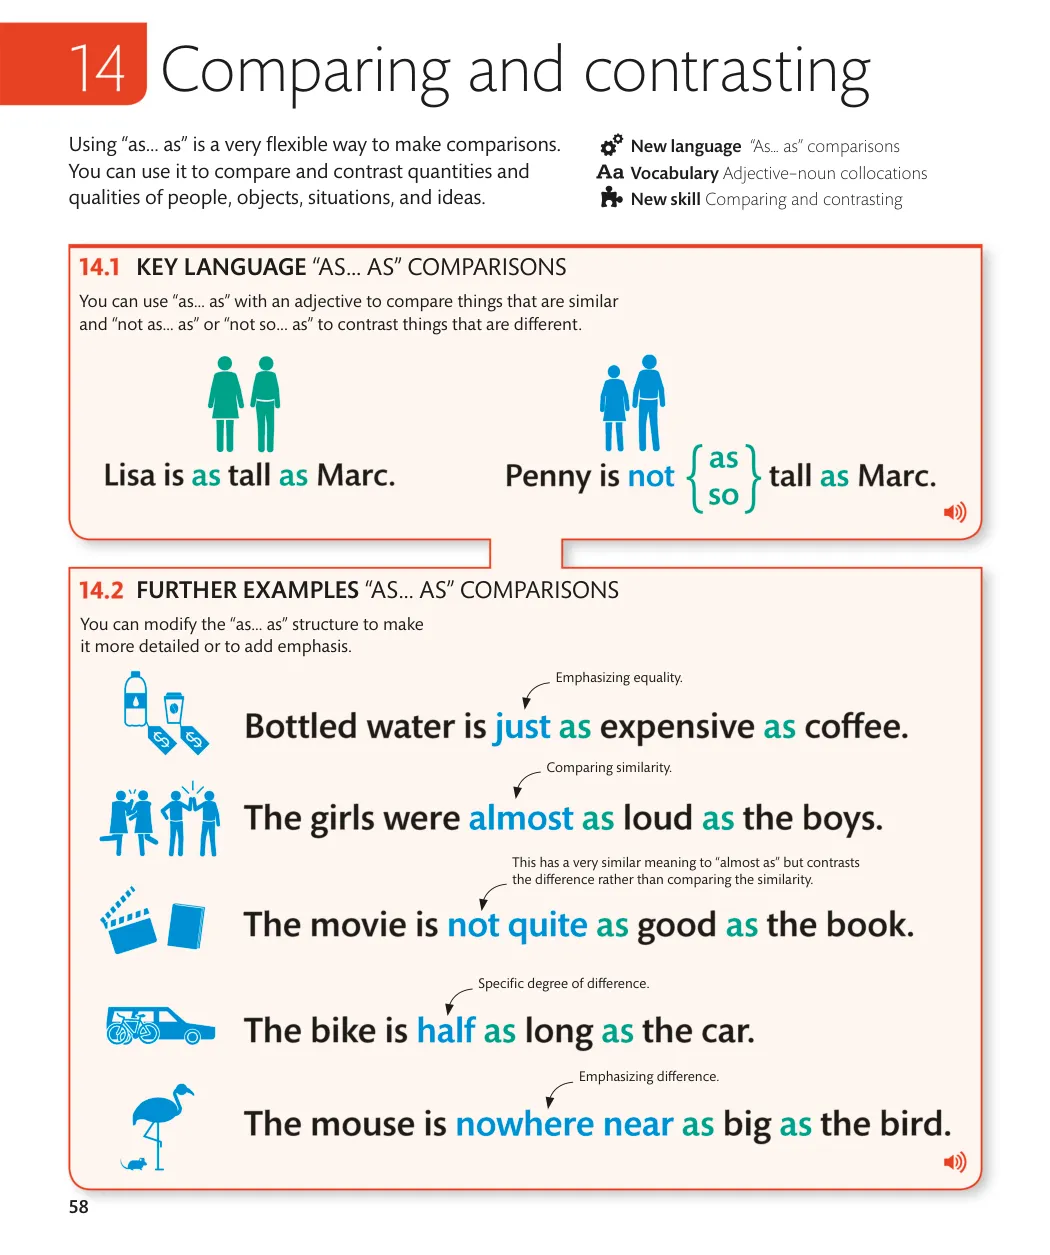 14 Comparing and contrasting
Using “as... as” is a very flexible way to make comparisons.
You can use it to compare and contrast quantities and
qualities of people, objects, situations, and ideas.
New language “As... as” comparisons
Aa Vocabulary Adjective–noun collocations
New skill Comparing and contrasting
14.1 KEY LANGUAGE “AS... AS” COMPARISONS
You can use “as... as” with an adjective to compare things that are similar
and “not as... as” or “not so... as” to contrast things that are different.
Lisa is as tall as Marc.
Penny is not { as so } tall as Marc.
14.2 FURTHER EXAMPLES “AS... AS” COMPARISONS
You can modify the “as... as” structure to make
it more detailed or to add emphasis.
Emphasizing equality.
$ $
Bottled water is just as expensive as coffee.
Comparing similarity.
The girls were almost as loud as the boys.
This has a very similar meaning to “almost as” but contrasts
the difference rather than comparing the similarity.
The movie is not quite as good as the book.
Specific degree of difference.
The bike is half as long as the car.
Emphasizing difference.
The mouse is nowhere near as big as the bird.
58